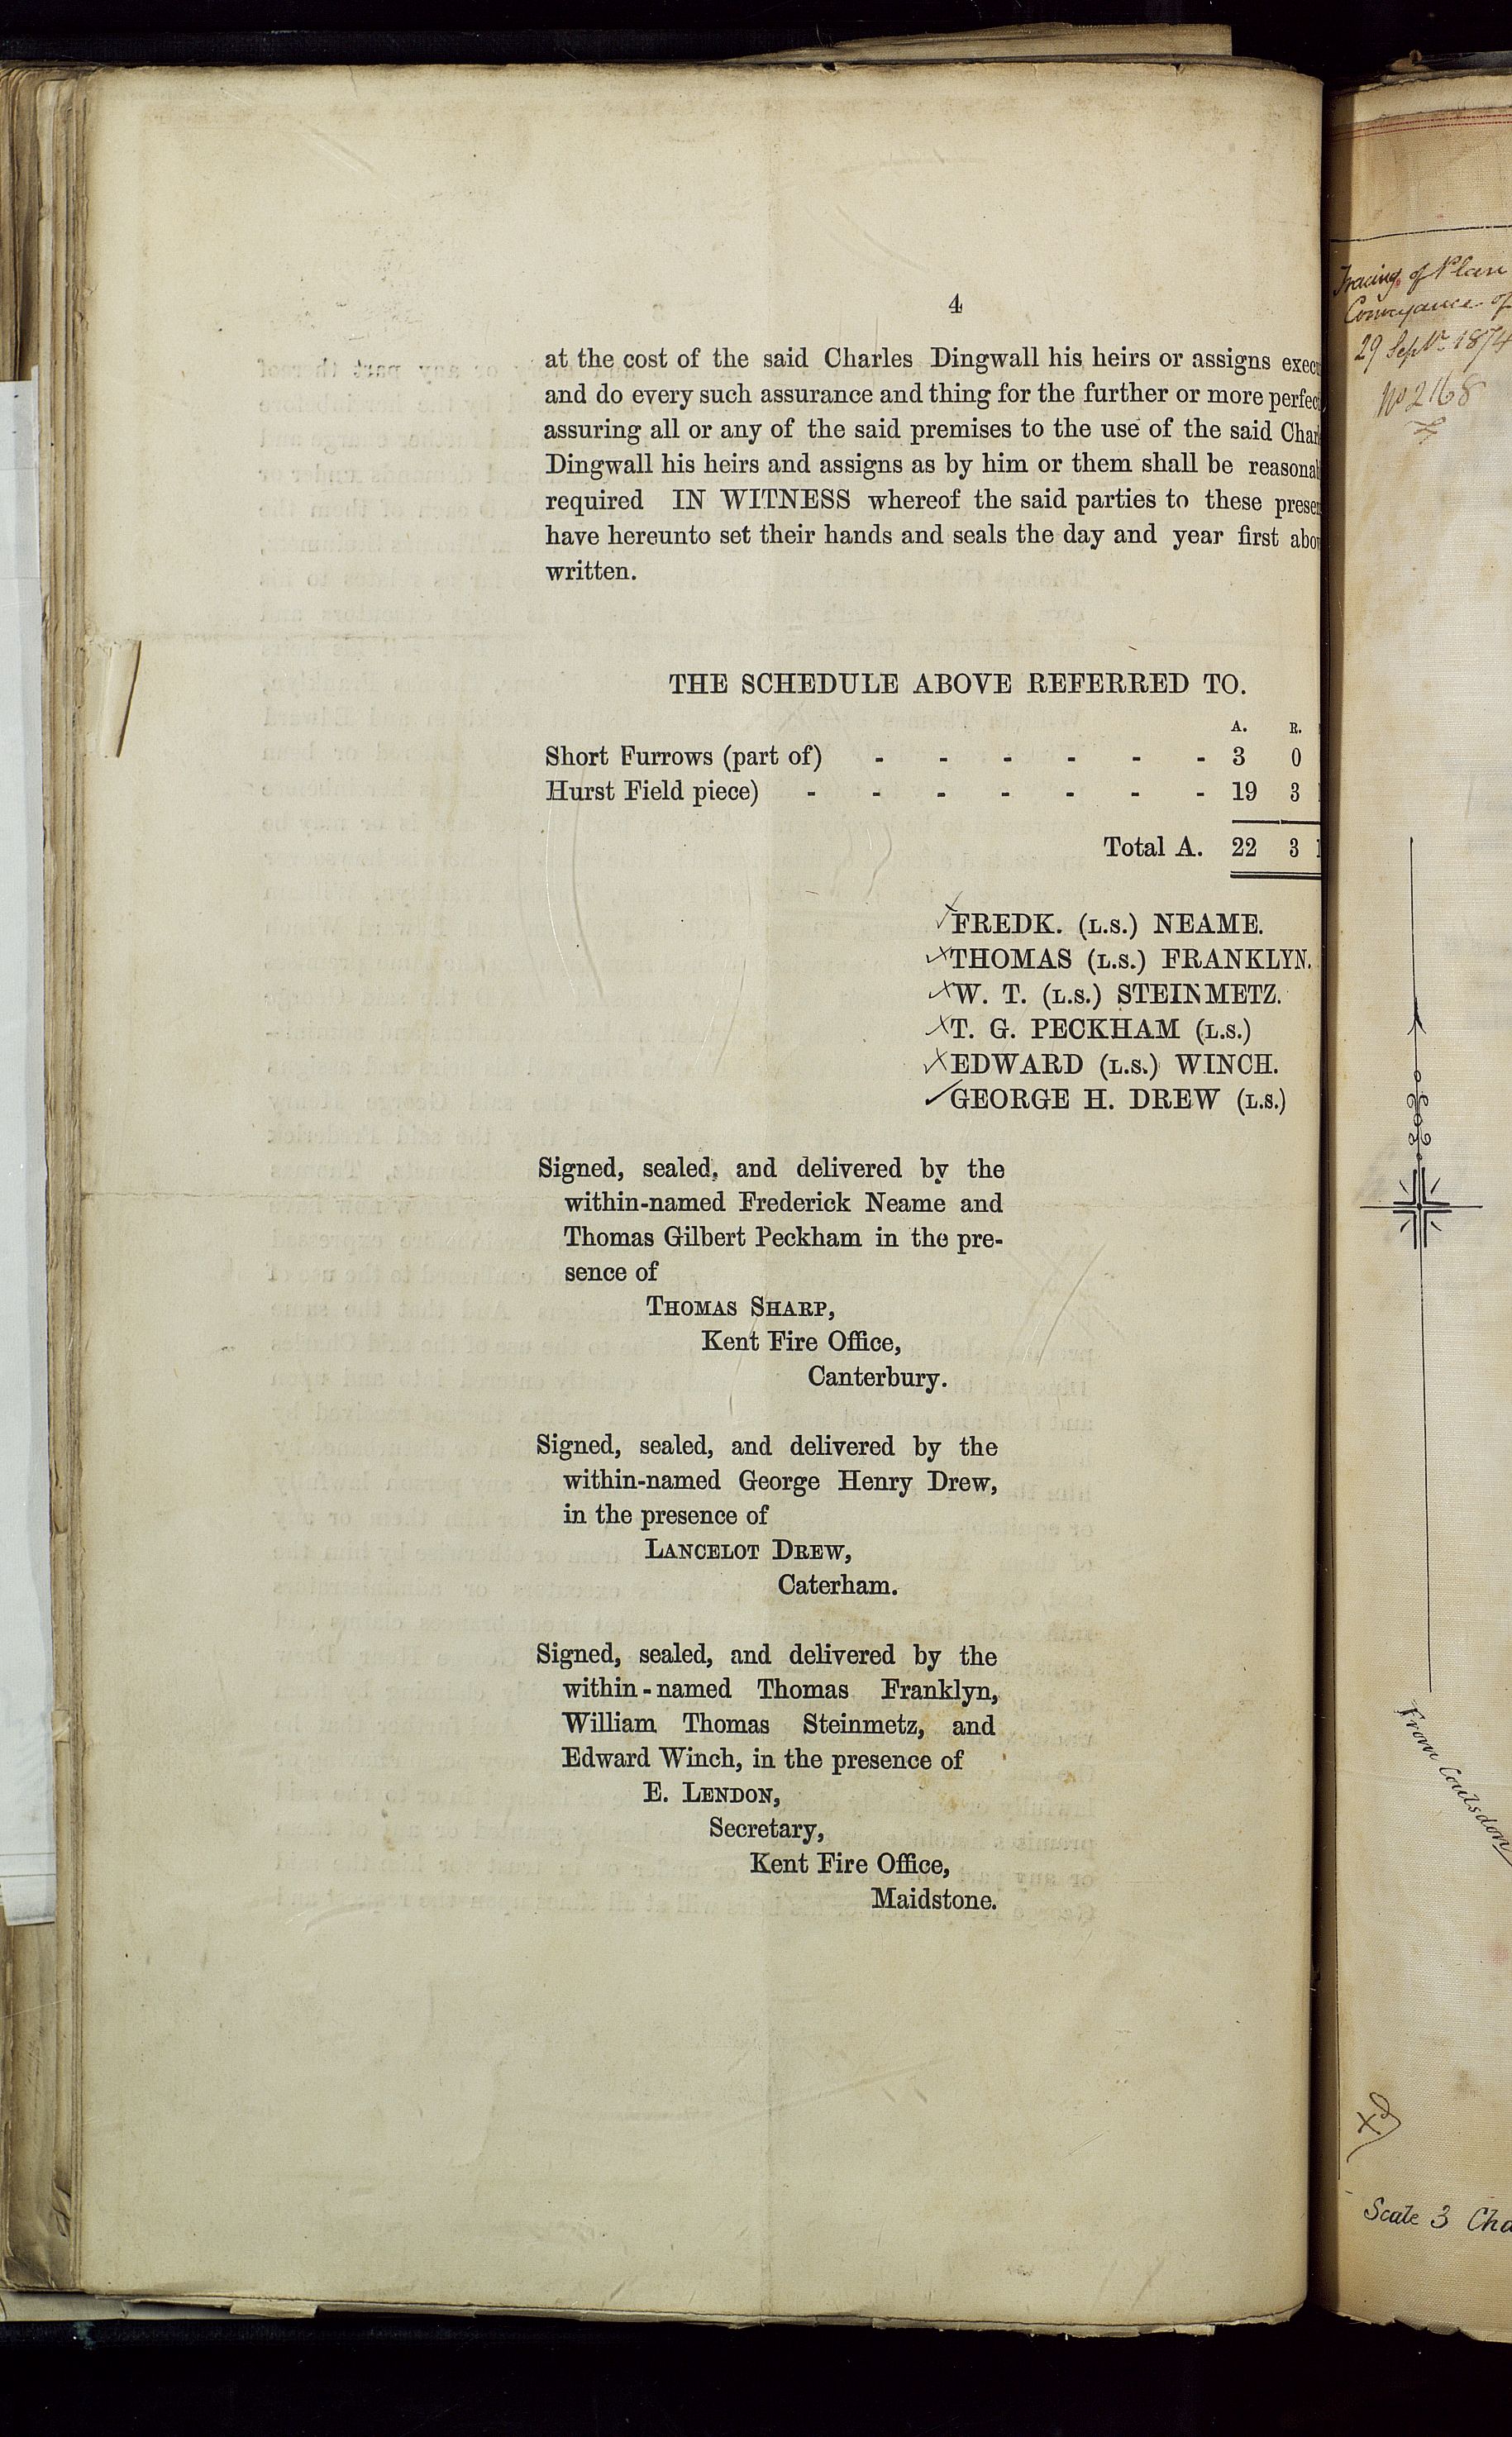 4
at the cost of the said Charles Dingwall his heirs or assigns exec
and do every such assurance and thing for the further or more perfec
assuring all or any of the said premises to the use of the said Char
Dingwall his heirs and assigns as by him or them shall be reasona
required IN WITNESS whereof the said parties to these prese
have hereunto set their hands and seals the day and year first abo
written.
THE SCHEDULE ABOVE REFERRED TO.
A. R.
Short Furrows (part of) - - - - - - 3 0
Hurst Field piece) - - - - - - - 19 3
Total A. 22 3
FREDK. (L.S.) NEAME.
THOMAS (L.S.) FRANKLYN.
W. T. (L.S.) STEINMETZ.
T. G. PECKHAM (L.S.)
EDWARD (L.S.) WINCH.
GEORGE H. DREW (L.S.)
Signed, sealed, and delivered by the
within-named Frederick Neame and
Thomas Gilbert Peckham in the pre-
sence of
THOMAS SHARP,
Kent Fire Office,
Canterbury.
Signed, sealed, and delivered by the
within-named George Henry Drew,
in the presence of
LANCELOT DREW,
Caterham.
Signed, sealed, and delivered by the
within-named Thomas Franklyn,
William Thomas Steinmetz, and
Edward Winch, in the presence of
E. LENDON,
Secretary,
Kent Fire Office,
Maidstone.
Tracing of Plan
Conveyance of
29 Septr. 1874
No 2168
From Coulsdon
Scale 3 Cha